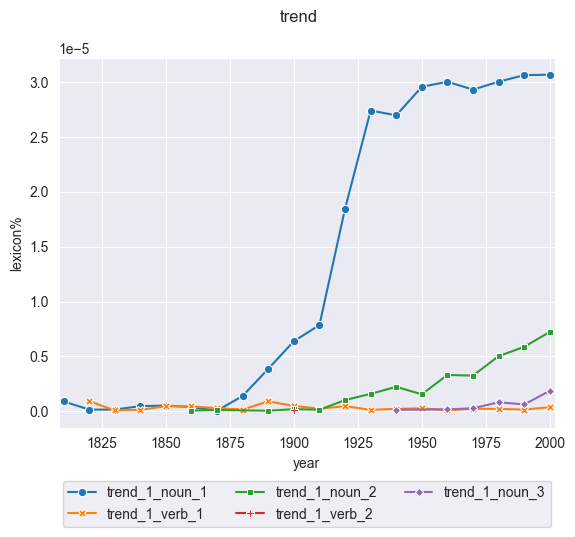 trend
1e−5
3.0
2.5
2.0
1.5
1.0
0.5
0.0
lexicon%
1825 1850 1875 1900 1925 1950 1975 2000
year
trend_1_noun_1 trend_1_noun_2 trend_1_noun_3
trend_1_verb_1 trend_1_verb_2